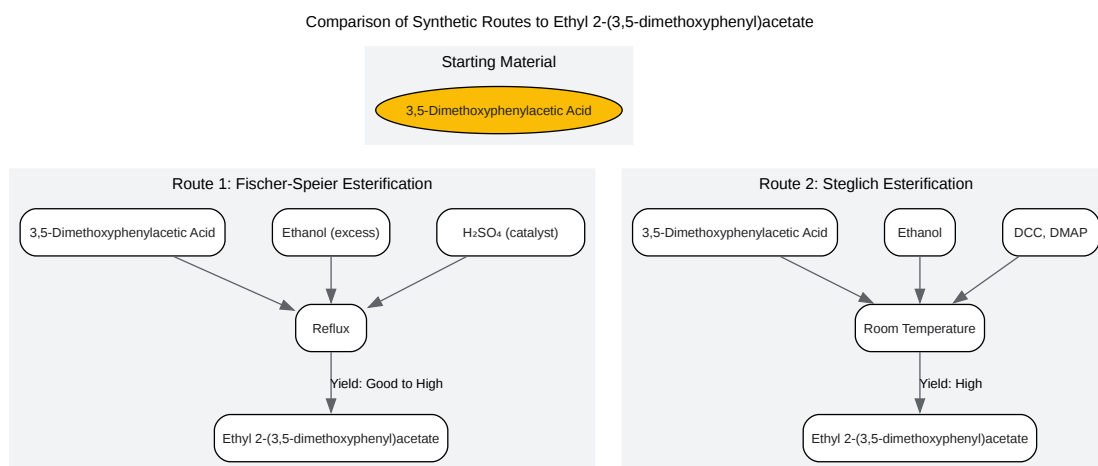 Comparison of Synthetic Routes to Ethyl 2-(3,5-dimethoxyphenyl)acetate
Starting Material
3,5-Dimethoxyphenylacetic Acid
Route 1: Fischer-Speier Esterification
3,5-Dimethoxyphenylacetic Acid
Ethanol (excess)
H₂SO₄ (catalyst)
Reflux
Yield: Good to High
Ethyl 2-(3,5-dimethoxyphenyl)acetate
Route 2: Steglich Esterification
3,5-Dimethoxyphenylacetic Acid
Ethanol
DCC, DMAP
Room Temperature
Yield: High
Ethyl 2-(3,5-dimethoxyphenyl)acetate